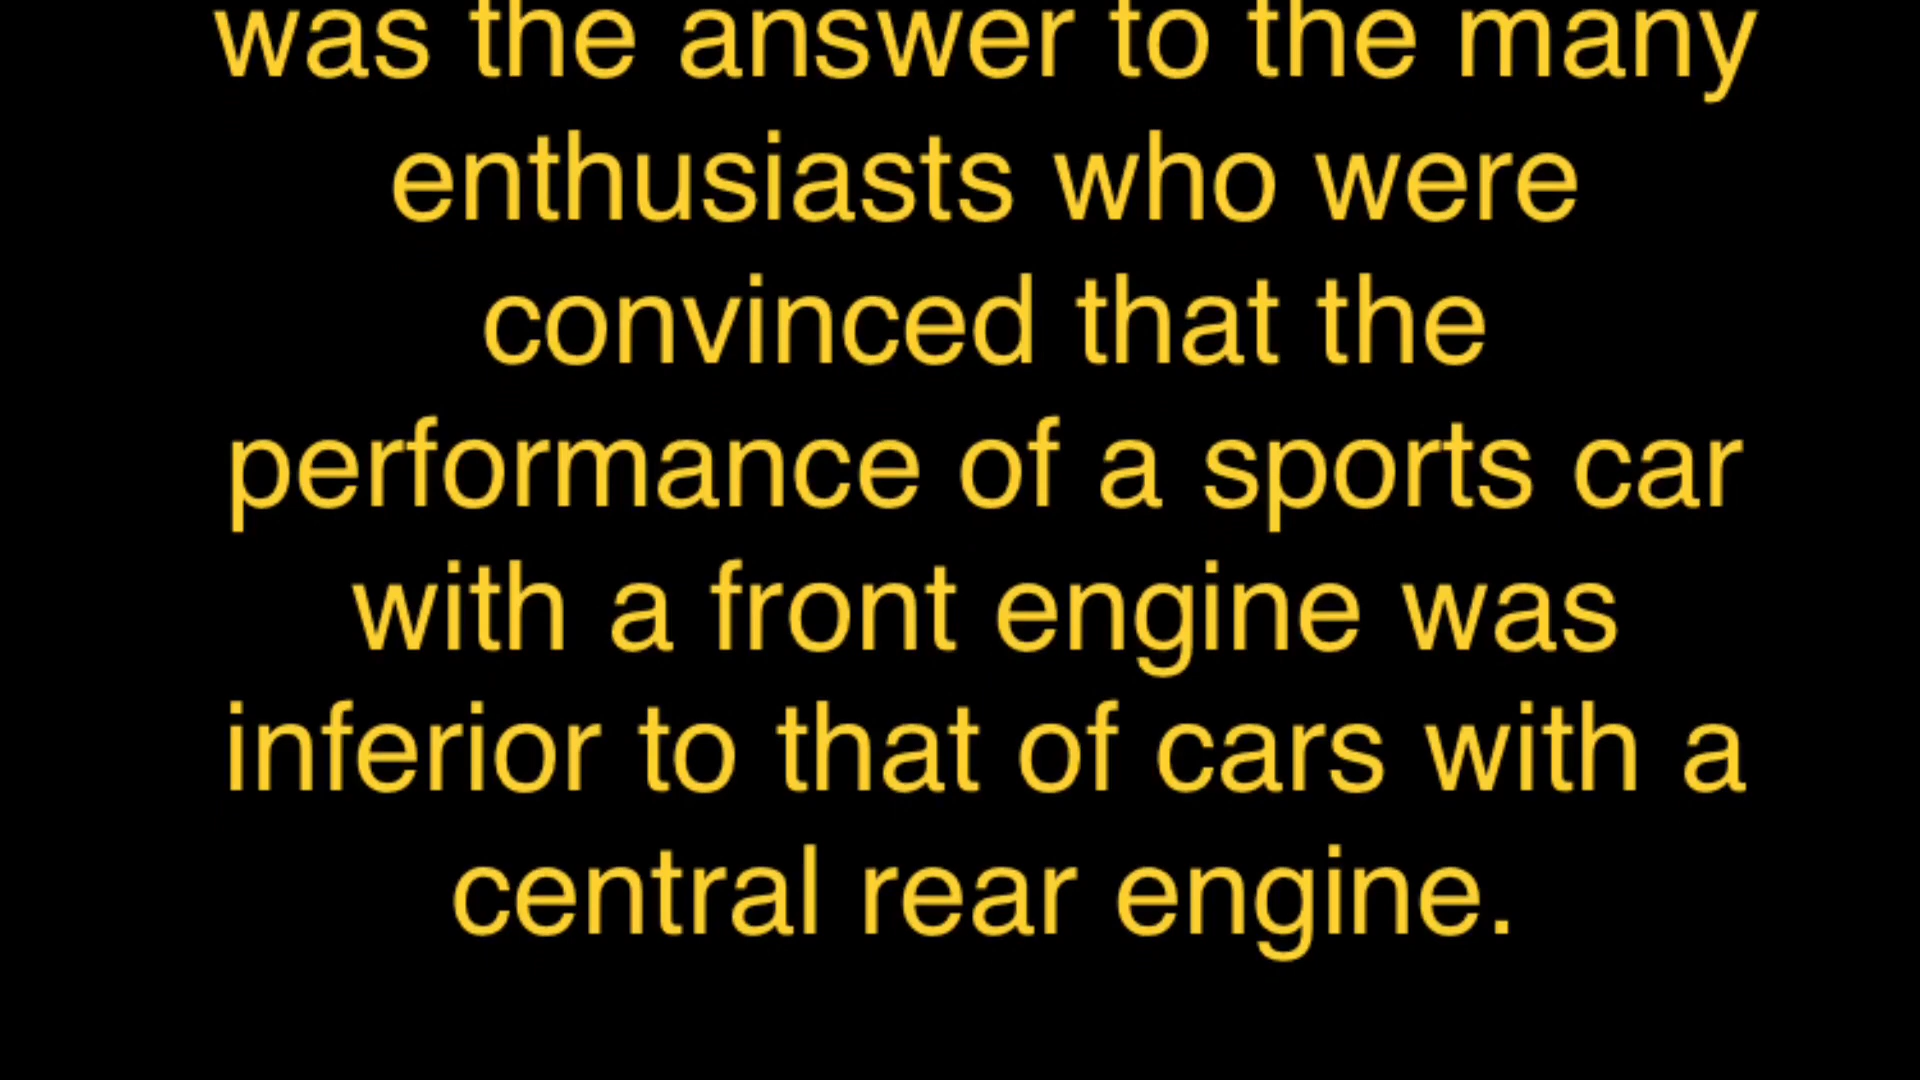 was the answer to the many
enthusiasts who were
convinced that the
performance of a sports car
with a front engine was
inferior to that of cars with a
central rear engine.